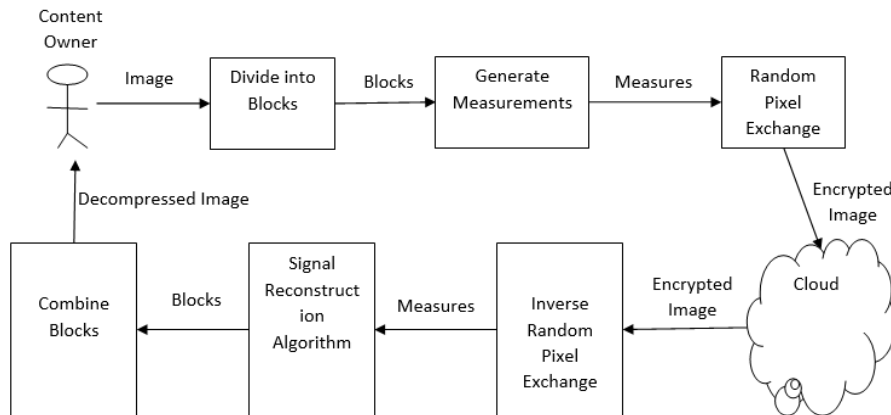 Content
Owner
Image
Divide into
Blocks
Blocks
Generate
Measurements
Measures
Random
Pixel
Exchange
Encrypted
Image
Cloud
Encrypted
Image
Inverse
Random
Pixel
Exchange
Measures
Signal
Reconstruct
ion
Algorithm
Blocks
Combine
Blocks
Decompressed Image